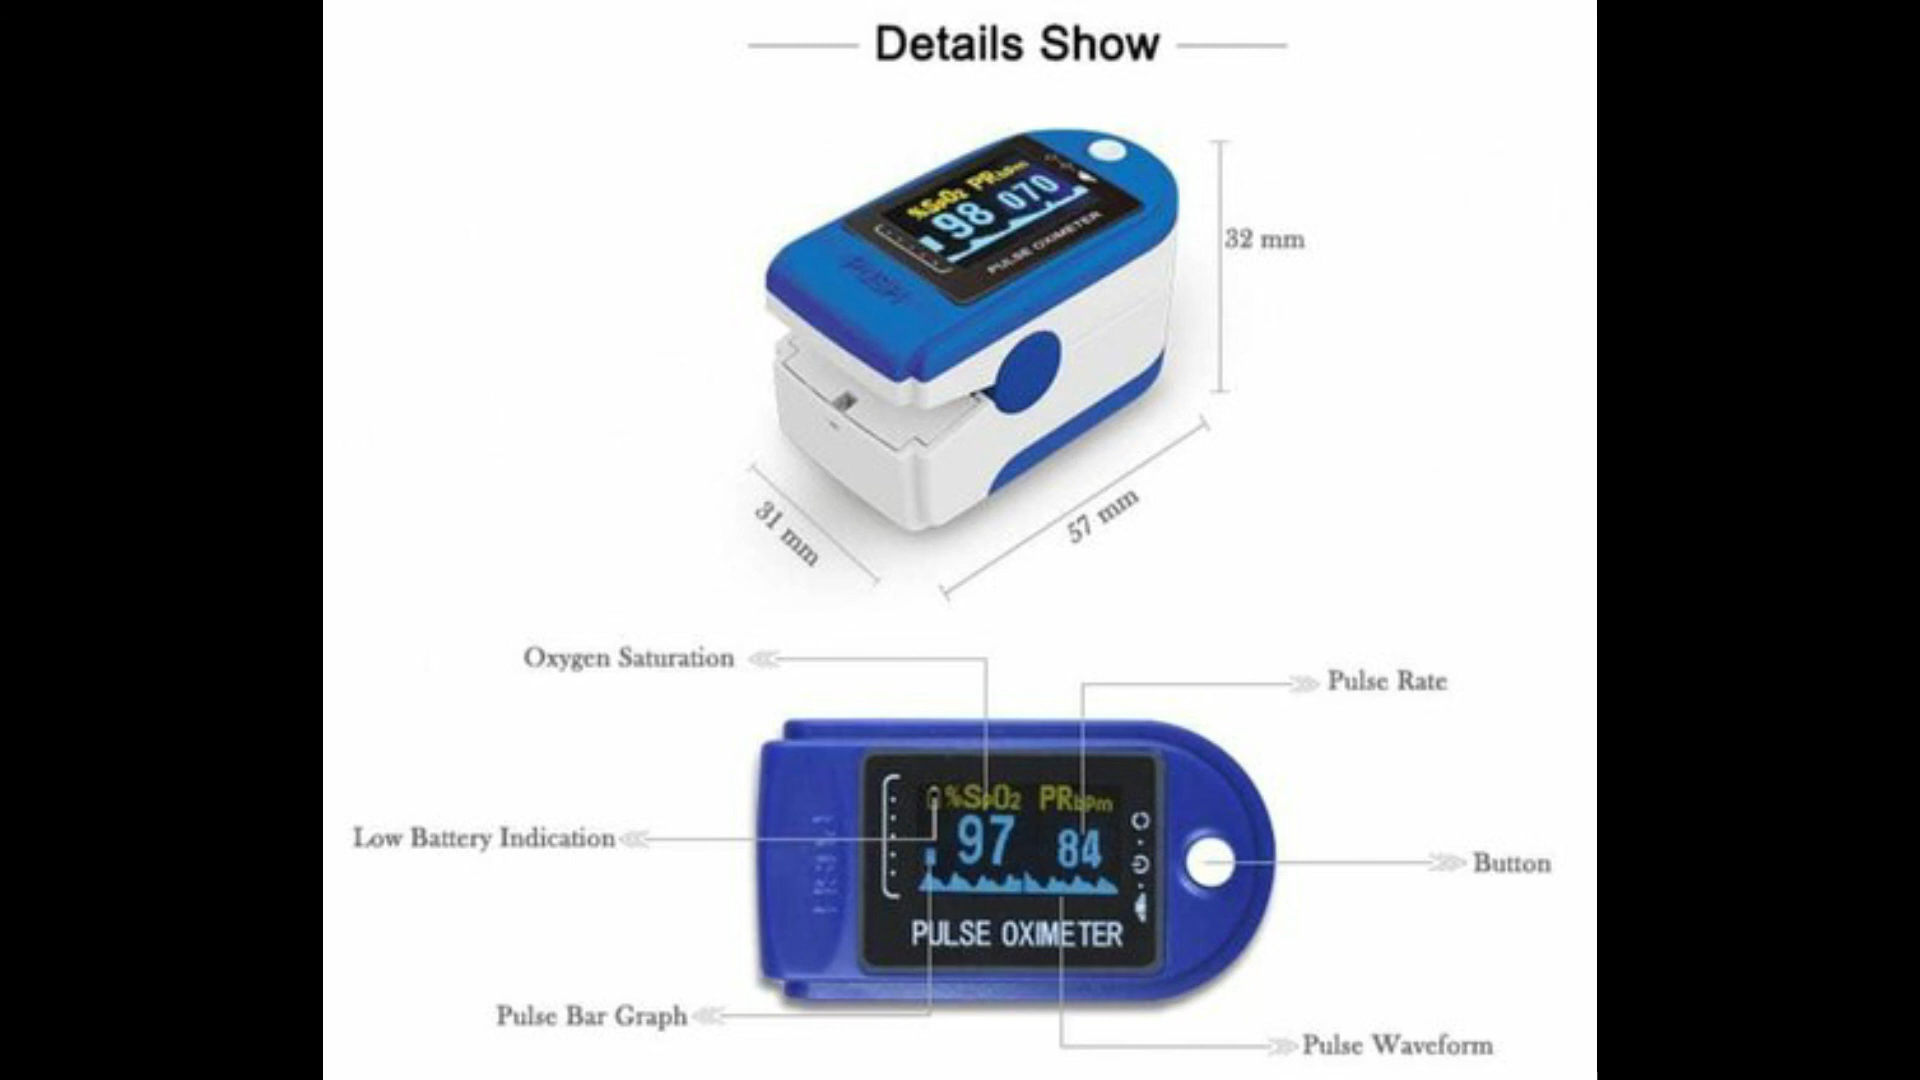 Details Show
%SpO2 PRbpm
98 070
PULSE OXIMETER
PUSH
32 mm
31 mm
57 mm
Oxygen Saturation
Pulse Rate
%SpO2 PRbpm
97 84
Low Battery Indication
Button
PULSE OXIMETER
Pulse Bar Graph
Pulse Waveform